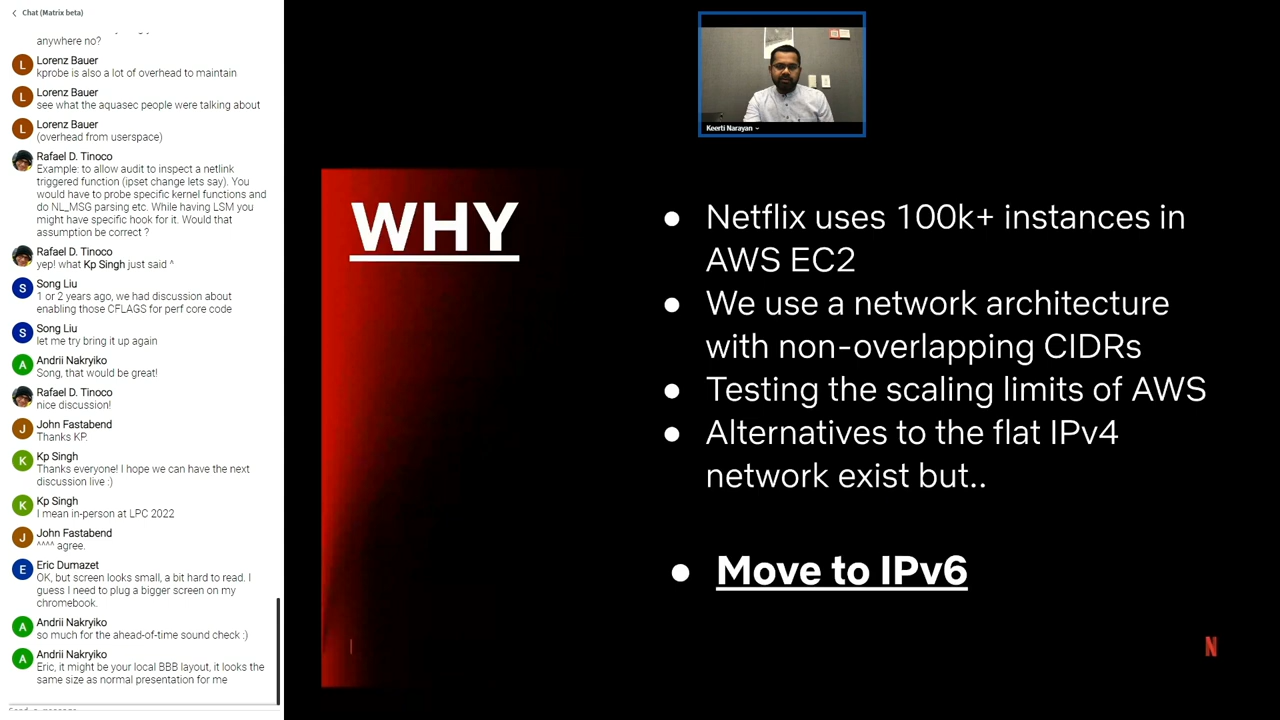 Chat (Matrix beta)
anywhere no?
Lorenz Bauer
kprobe is also a lot of overhead to maintain
Lorenz Bauer
see what the aquasec people were talking about
Lorenz Bauer
(overhead from userspace)
Rafael D. Tinoco
Example: to allow audit to inspect a netlink
triggered function (ipset change lets say). You
would have to probe specific kernel functions and
do NL_MSG parsing etc. While having LSM you
might have specific hook for it. Would that
assumption be correct ?
Rafael D. Tinoco
yep! what Kp Singh just said ^
Song Liu
1 or 2 years ago, we had discussion about
enabling those CFLAGS for perf core code
Song Liu
let me try bring it up again
Andrii Nakryiko
Song, that would be great!
Rafael D. Tinoco
nice discussion!
John Fastabend
Thanks KP.
Kp Singh
Thanks everyone! I hope we can have the next
discussion live :)
Kp Singh
I mean in-person at LPC 2022
John Fastabend
^^^^ agree.
Eric Dumazet
OK, but screen looks small, a bit hard to read. I
guess I need to plug a bigger screen on my
chromebook.
Andrii Nakryiko
so much for the ahead-of-time sound check :)
Andrii Nakryiko
Eric, it might be your local BBB layout, it looks the
same size as normal presentation for me
L
L
L
S
S
A
J
K
K
J
E
A
A
Keerti Narayan
WHY
● Netflix uses 100k+ instances in
AWS EC2
● We use a network architecture
with non-overlapping CIDRs
● Testing the scaling limits of AWS
● Alternatives to the flat IPv4
network exist but..
● Move to IPv6
N